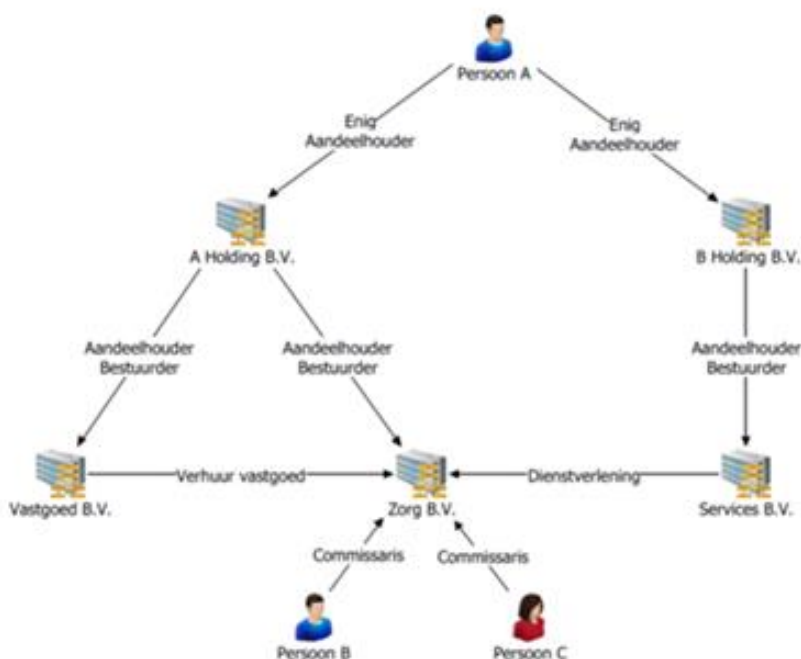 Persoon A
Enig
Aandeelhouder
Enig
Aandeelhouder
A Holding B.V.
B Holding B.V.
Aandeelhouder
Bestuurder
Aandeelhouder
Bestuurder
Aandeelhouder
Bestuurder
Verhuur vastgoed
Dienstverlening
Vastgoed B.V.
Zorg B.V.
Services B.V.
Commissaris
Commissaris
Persoon B
Persoon C